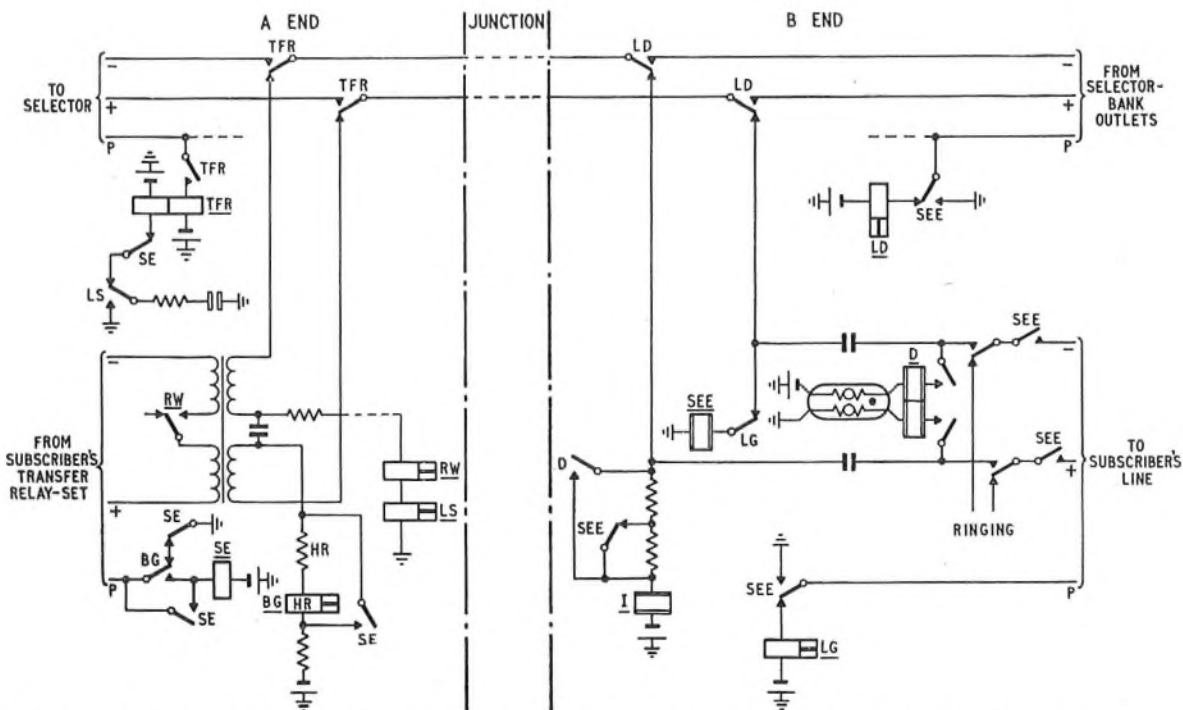 A END
JUNCTION
B END
TFR
TFR
LD
LD
TO
SELECTOR
-
+
P
-
+
P
FROM
SELECTOR-
BANK
OUTLETS
TFR
TFR
SE
LS
SEE
LD
FROM
SUBSCRIBER'S
TRANSFER
RELAY-SET
-
+
P
RW
RW
LS
SE
SE
BG
SE
HR
BG
HR
SE
SEE
LG
D
SEE
SEE
-
+
P
TO
SUBSCRIBER'S
LINE
D
SEE
I
RINGING
SEE
LG